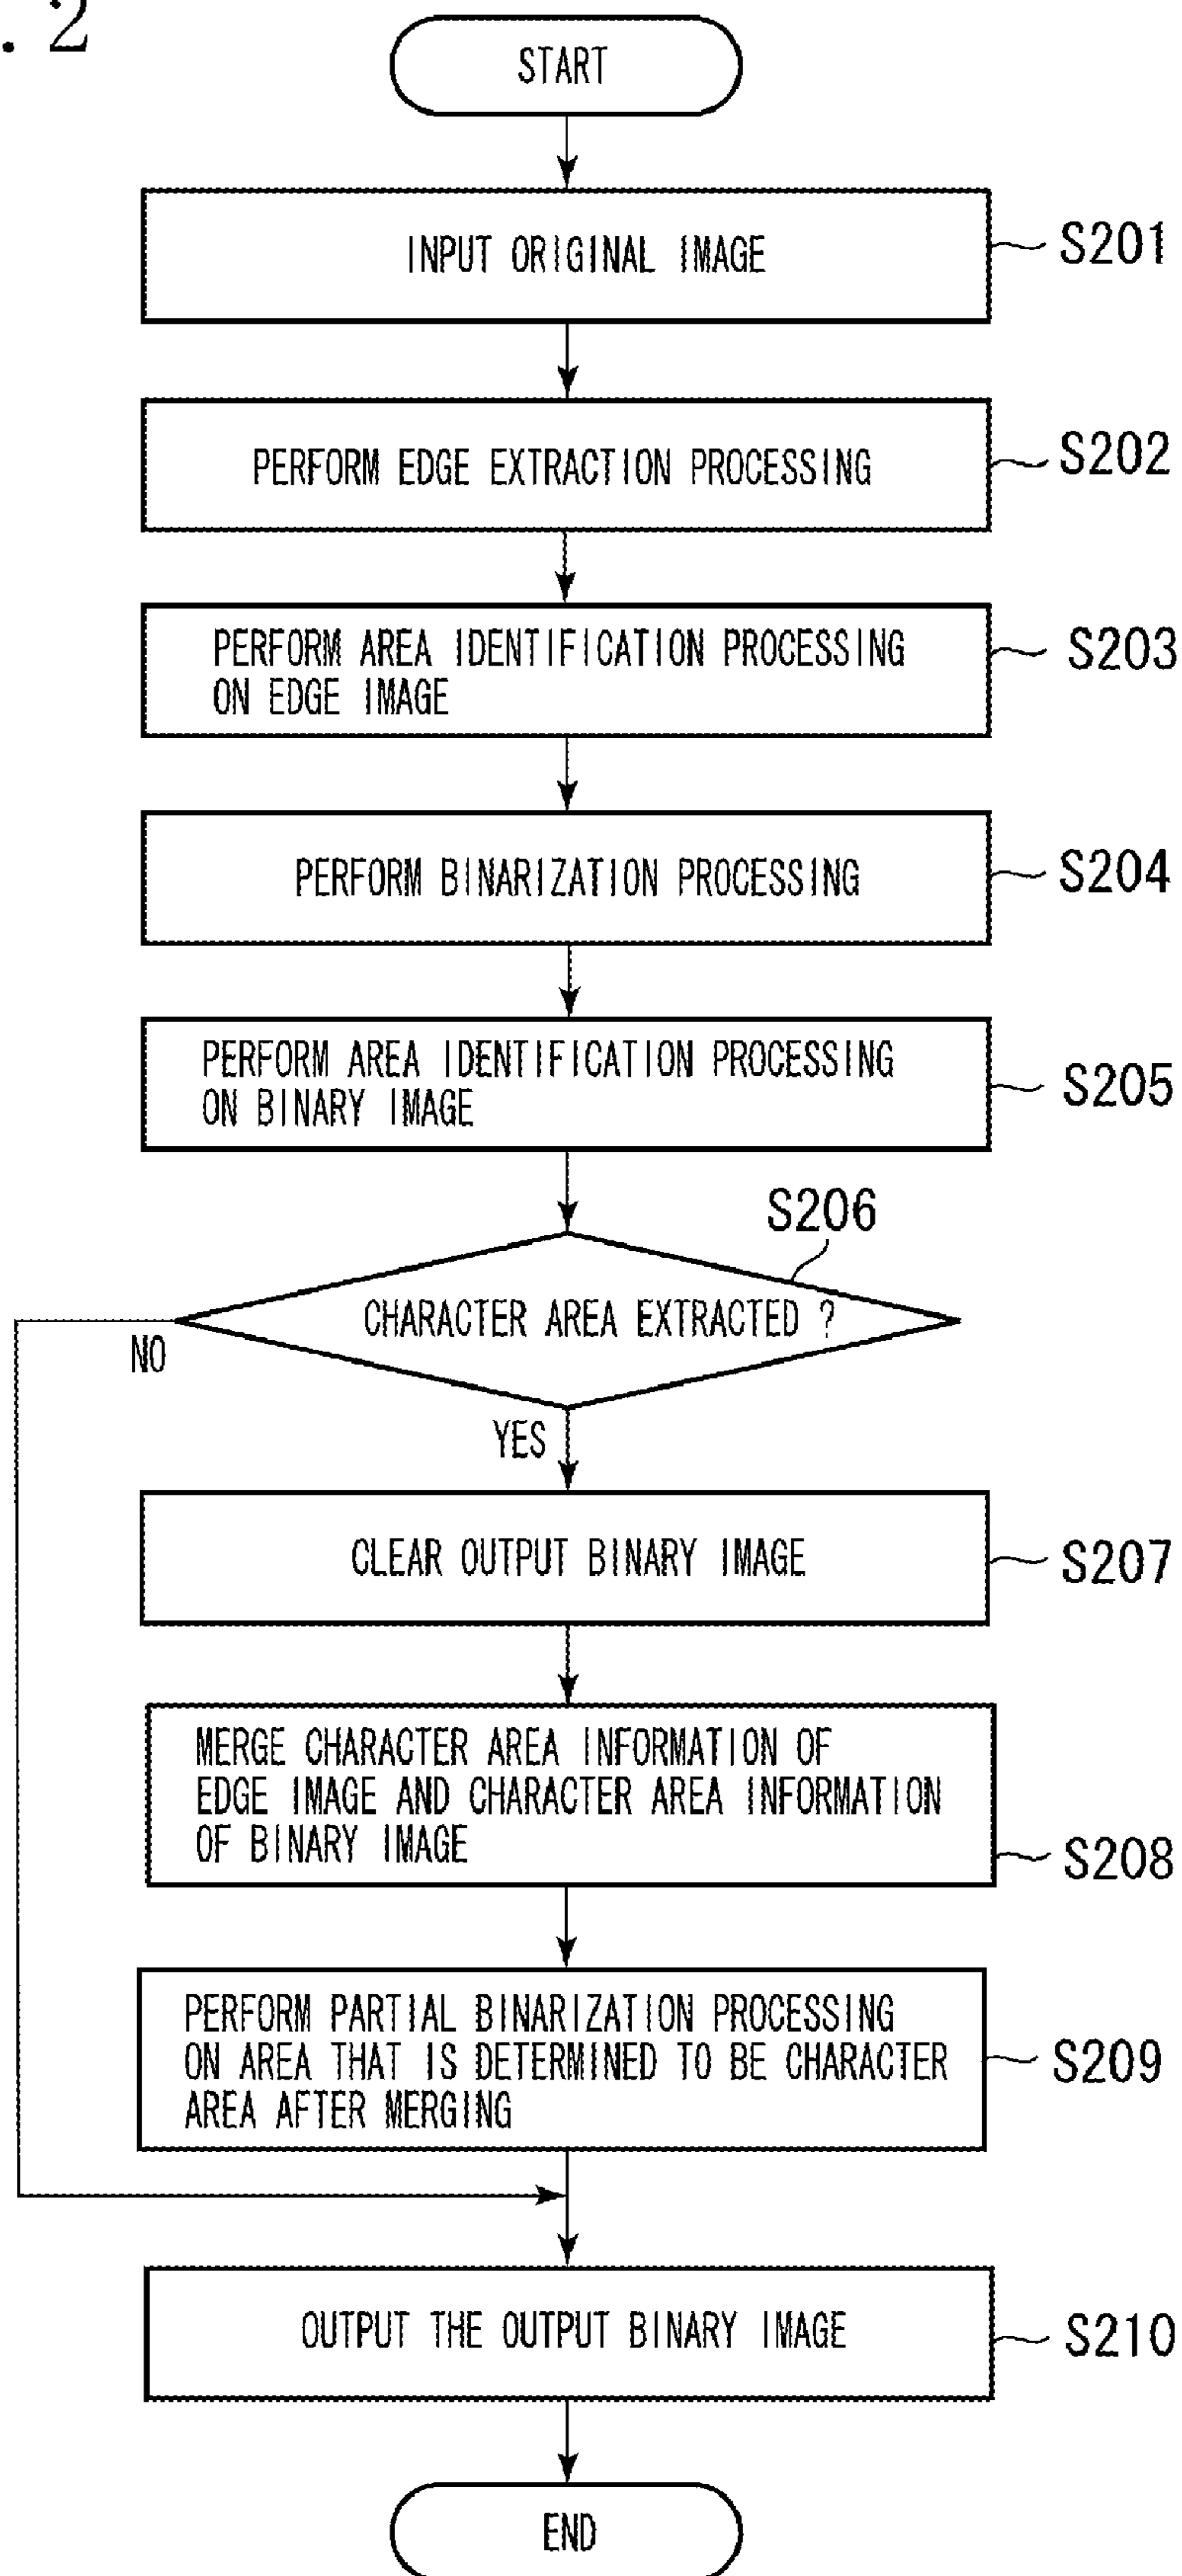 . 2
START
INPUT ORIGINAL IMAGE
S201
PERFORM EDGE EXTRACTION PROCESSING
S202
PERFORM AREA IDENTIFICATION PROCESSING
ON EDGE IMAGE
S203
PERFORM BINARIZATION PROCESSING
S204
PERFORM AREA IDENTIFICATION PROCESSING
ON BINARY IMAGE
S205
S206
CHARACTER AREA EXTRACTED ?
NO
YES
CLEAR OUTPUT BINARY IMAGE
S207
MERGE CHARACTER AREA INFORMATION OF
EDGE IMAGE AND CHARACTER AREA INFORMATION
OF BINARY IMAGE
S208
PERFORM PARTIAL BINARIZATION PROCESSING
ON AREA THAT IS DETERMINED TO BE CHARACTER
AREA AFTER MERGING
S209
OUTPUT THE OUTPUT BINARY IMAGE
S210
END